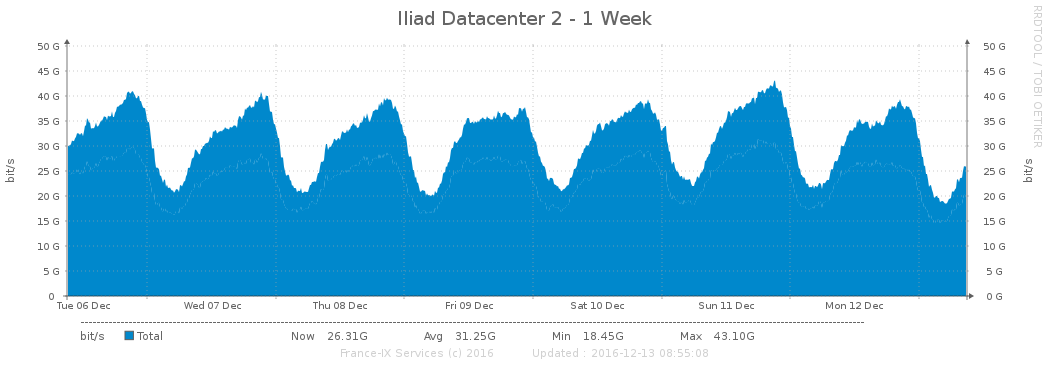 Iliad Datacenter 2 - 1 Week
RRDTOOL / TOBI OETIKER
50 G 50 G
45 G 45 G
40 G 40 G
35 G 35 G
30 G 30 G
25 G 25 G
20 G 20 G
15 G 15 G
10 G 10 G
5 G 5 G
0 0 G
bit/s bit/s
Tue 06 Dec Wed 07 Dec Thu 08 Dec Fri 09 Dec Sat 10 Dec Sun 11 Dec Mon 12 Dec
bit/s Total Now 26.31G Avg 31.25G Min 18.45G Max 43.10G
France-IX Services (c) 2016 Updated : 2016-12-13 08:55:08